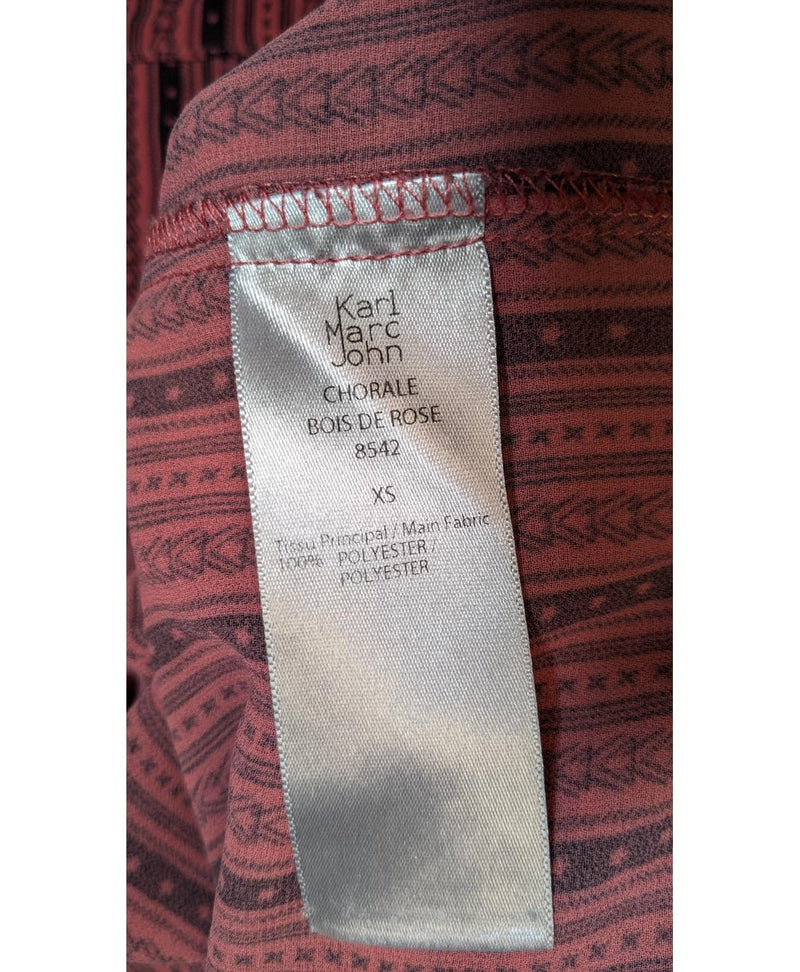 Karl
Marc
John
CHORALE
BOIS DE ROSE
8542
XS
Tissu Principal / Main Fabric
100% POLYESTER /
POLYESTER